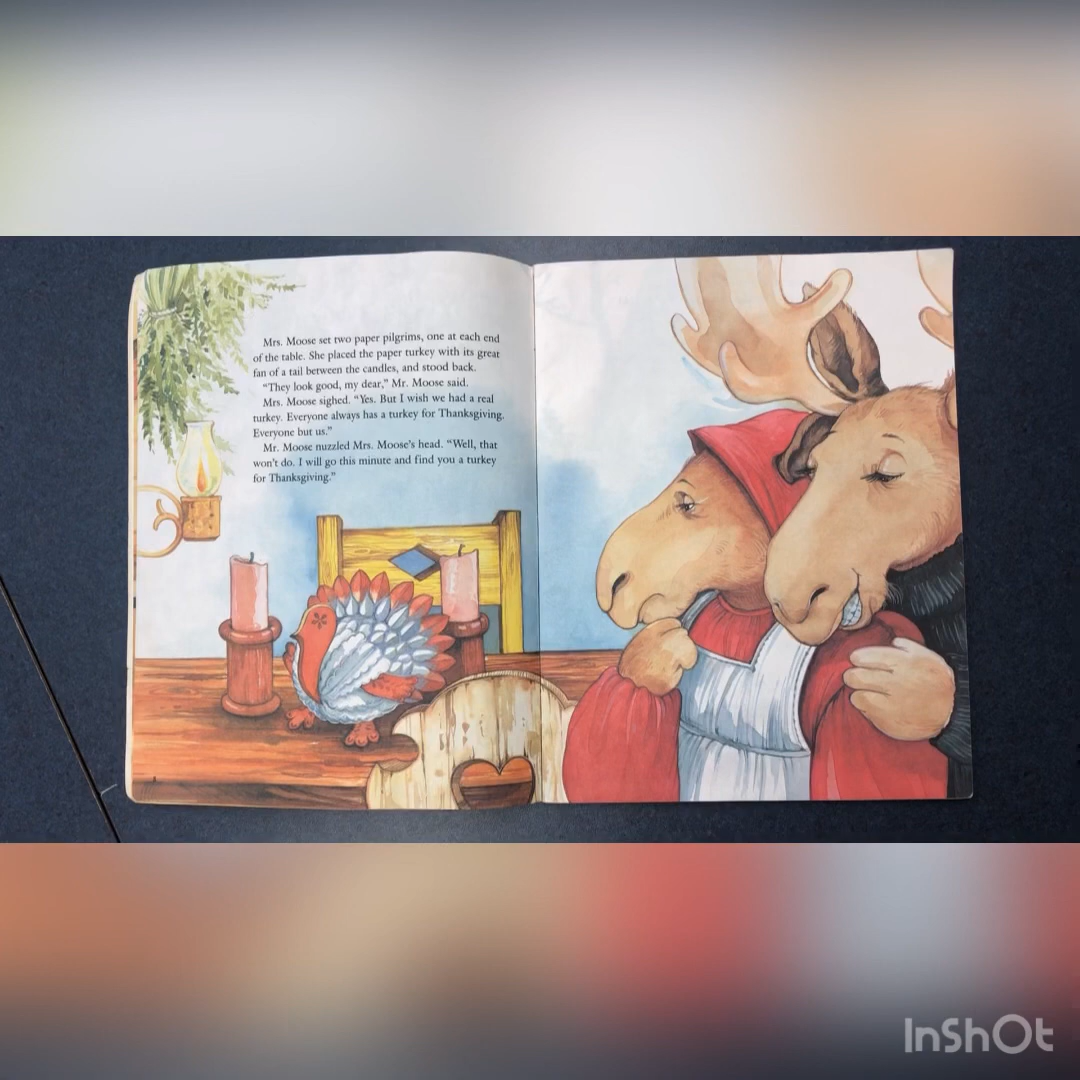 Mrs. Moose set two paper pilgrims, one at each end
of the table. She placed the paper turkey with its great
fan of a tail between the candles, and stood back.
“They look good, my dear,” Mr. Moose said.
Mrs. Moose sighed. “Yes. But I wish we had a real
turkey. Everyone always has a turkey for Thanksgiving.
Everyone but us.”
Mr. Moose nuzzled Mrs. Moose’s head. “Well, that
won’t do. I will go this minute and find you a turkey
for Thanksgiving.”
InShOt